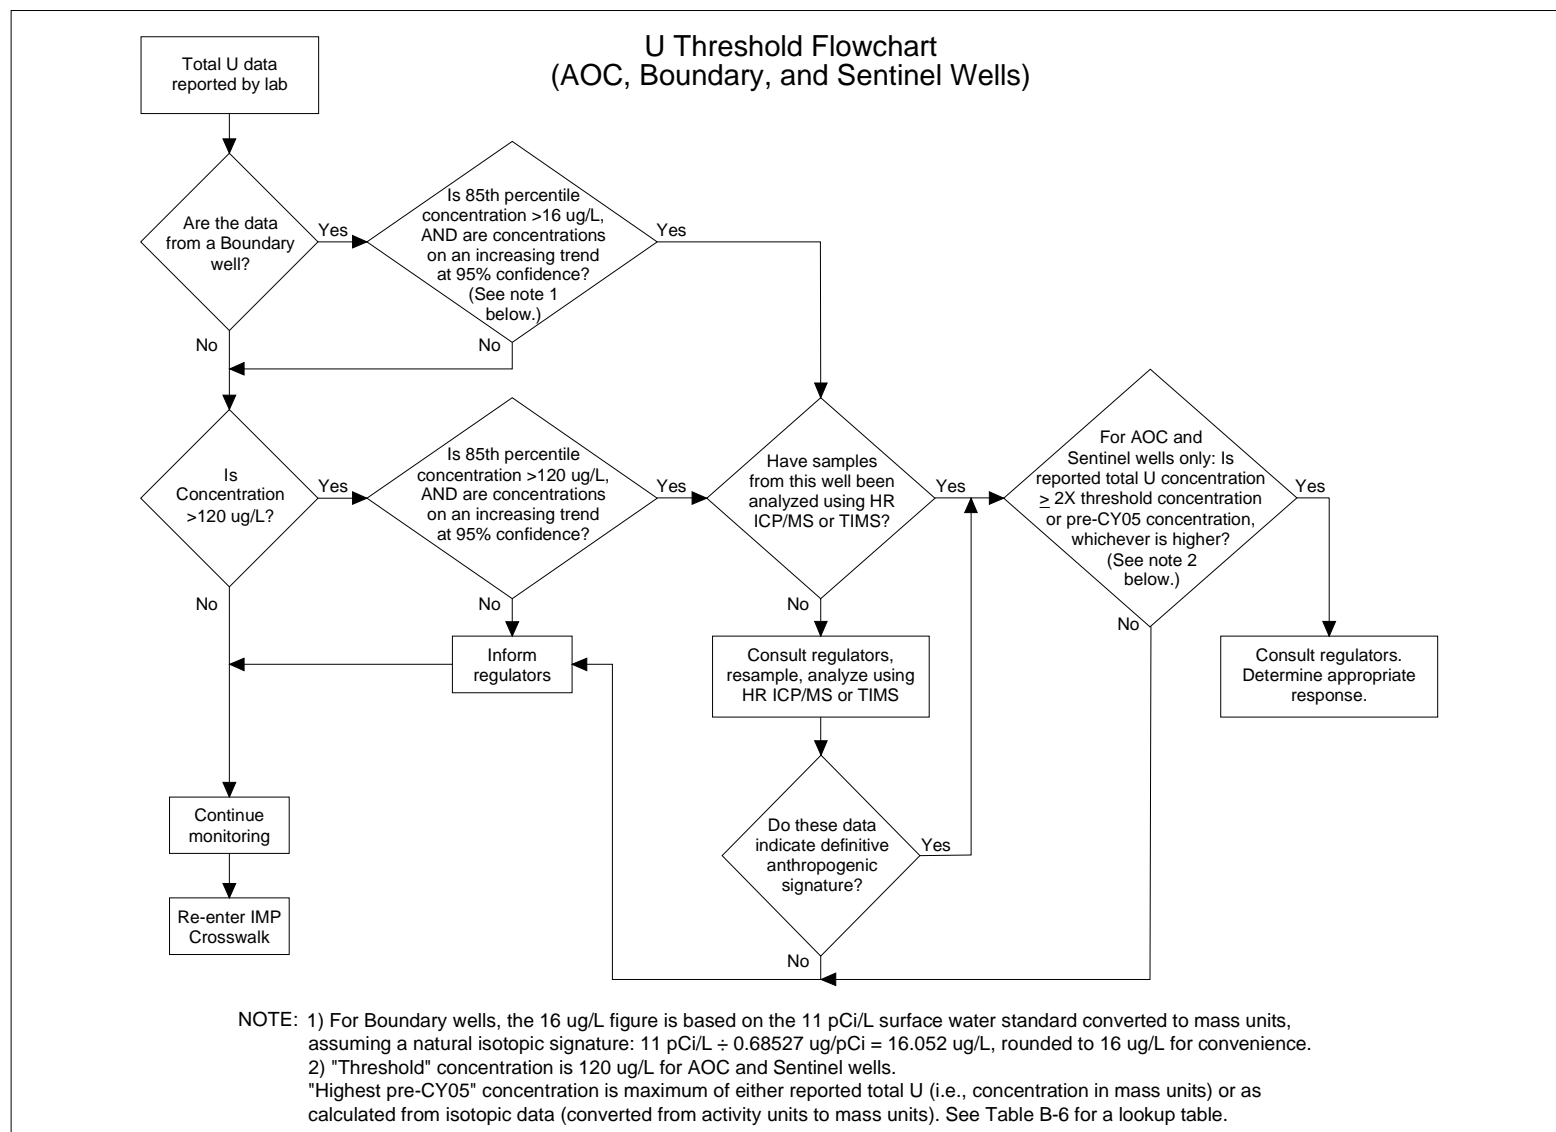 U Threshold Flowchart
(AOC, Boundary, and Sentinel Wells)
Total U data
reported by lab
Are the data
from a Boundary
well?
Yes
No
Is 85th percentile
concentration >16 ug/L,
AND are concentrations
on an increasing trend
at 95% confidence?
(See note 1
below.)
Yes
No
Is
Concentration
>120 ug/L?
Yes
No
Is 85th percentile
concentration >120 ug/L,
AND are concentrations
on an increasing trend
at 95% confidence?
Yes
No
Have samples
from this well been
analyzed using HR
ICP/MS or TIMS?
Yes
No
For AOC and
Sentinel wells only: Is
reported total U concentration
≥ 2X threshold concentration
or pre-CY05 concentration,
whichever is higher?
(See note 2
below.)
Yes
No
Inform
regulators
Consult regulators,
resample, analyze using
HR ICP/MS or TIMS
Consult regulators.
Determine appropriate
response.
Continue
monitoring
Do these data
indicate definitive
anthropogenic
signature?
Yes
No
Re-enter IMP
Crosswalk
NOTE: 1) For Boundary wells, the 16 ug/L figure is based on the 11 pCi/L surface water standard converted to mass units,
assuming a natural isotopic signature: 11 pCi/L ÷ 0.68527 ug/pCi = 16.052 ug/L, rounded to 16 ug/L for convenience.
2) "Threshold" concentration is 120 ug/L for AOC and Sentinel wells.
"Highest pre-CY05" concentration is maximum of either reported total U (i.e., concentration in mass units) or as
calculated from isotopic data (converted from activity units to mass units). See Table B-6 for a lookup table.